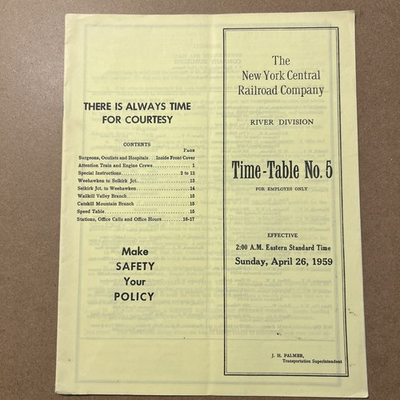 THERE IS ALWAYS TIME
FOR COURTESY
CONTENTS
PAGE
Surgeons, Oculists and Hospitals Inside Front Cover
Attention Train and Engine Crews 1
Special Instructions 2 to 12
Weehawken to Selkirk Jct. 13
Selkirk Jct. to Weehawken 14
Wallkill Valley Branch 15
Catskill Mountain Branch 15
Speed Table 15
Stations, Office Calls and Office Hours 16-17
Make
SAFETY
Your
POLICY
The
New York Central
Railroad Company
RIVER DIVISION
Time-Table No. 5
FOR EMPLOYES ONLY
EFFECTIVE
2:00 A.M. Eastern Standard Time
Sunday, April 26, 1959
J. H. PALMER,
Transportation Superintendent